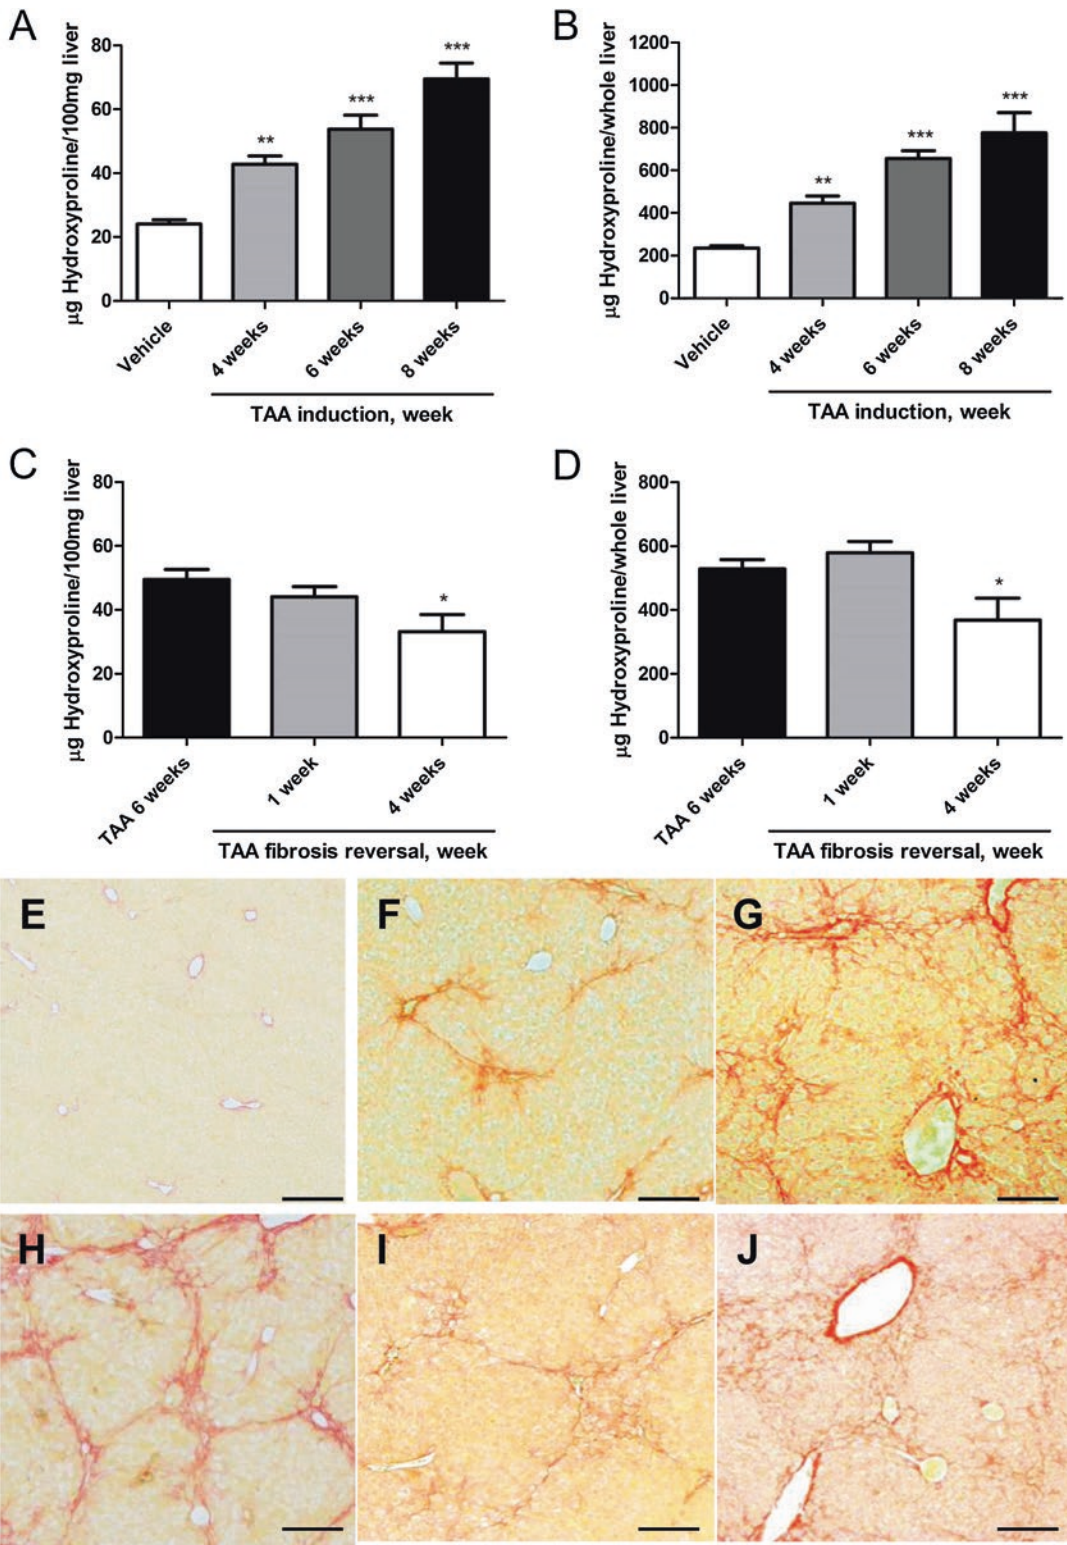 A
μg Hydroxyproline/100mg liver
80
60
40
20
0
**
***
***
Vehicle
4 weeks
6 weeks
8 weeks
TAA induction, week
B
μg Hydroxyproline/whole liver
1200
1000
800
600
400
200
0
**
***
***
Vehicle
4 weeks
6 weeks
8 weeks
TAA induction, week
C
μg Hydroxyproline/100mg liver
80
60
40
20
0
*
TAA 6 weeks
1 week
4 weeks
TAA fibrosis reversal, week
D
μg Hydroxyproline/whole liver
800
600
400
200
0
*
TAA 6 weeks
1 week
4 weeks
TAA fibrosis reversal, week
E
F
G
H
I
J